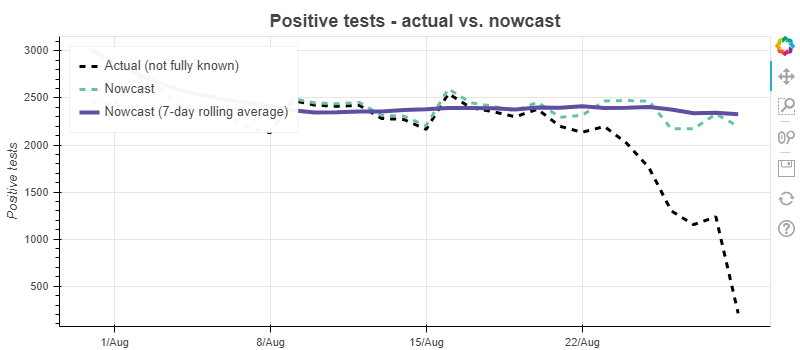 Positive tests - actual vs. nowcast
3000
2500
2000
1500
1000
500
Positive tests
Actual (not fully known)
Nowcast
Nowcast (7-day rolling average)
1/Aug
8/Aug
15/Aug
22/Aug